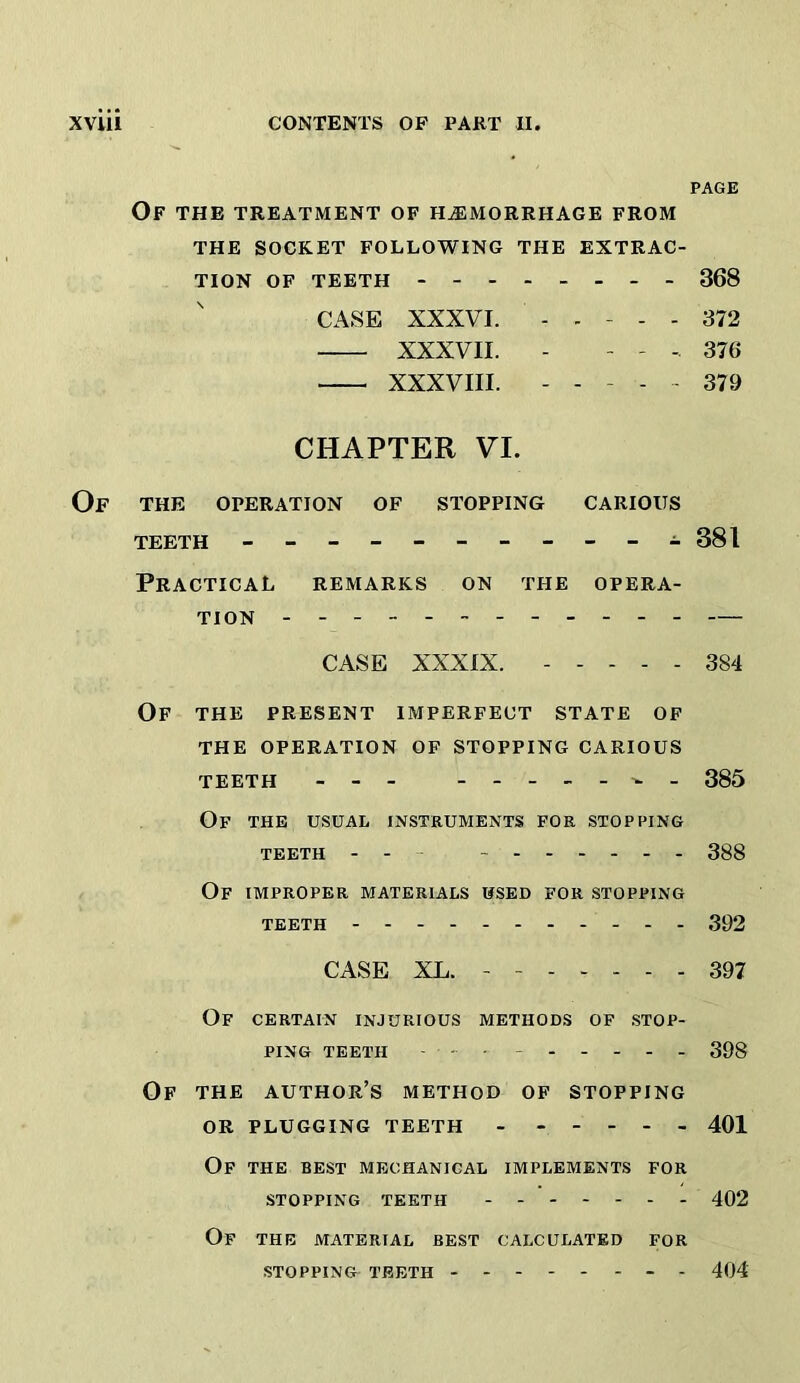 xviii CONTENTS OF PART II.
PAGE
OF THE TREATMENT OF HÆMORRHAGE FROM
THE SOCKET FOLLOWING THE EXTRAC-
TION OF TEETH - - - - - - - - 368
CASE XXXVI. - - - - - 372
—— XXXVII. - - - - 376
—— XXXVIII. - - - - - 379
CHAPTER VI.
OF THE OPERATION OF STOPPING CARIOUS
TEETH - - - - - - - - - - - 381
PRACTICAL REMARKS ON THE OPERA-
TION - - - - - - - - - - - - —
CASE XXXIX. - - - - - 384
OF THE PRESENT IMPERFECT STATE OF
THE OPERATION OF STOPPING CARIOUS
TEETH - - - - - - - - - - 385
OF THE USUAL INSTRUMENTS FOR STOPPING
TEETH - - - - - - - - - - 388
OF IMPROPER MATERIALS USED FOR STOPPING
TEETH - - - - - - - - - - - 392
CASE XL. - - - - - - - 397
OF CERTAIN INJURIOUS METHODS OF STOP-
PING TEETH - - - - - - - - - 398
OF THE AUTHOR'S METHOD OF STOPPING
OR PLUGGING TEETH - - - - - - 401
OF THE BEST MECHANICAL IMPLEMENTS FOR
STOPPING TEETH - - - - - - - 402
OF THE MATERIAL BEST CALCULATED FOR
STOPPING TEETH - - - - - - - - 404